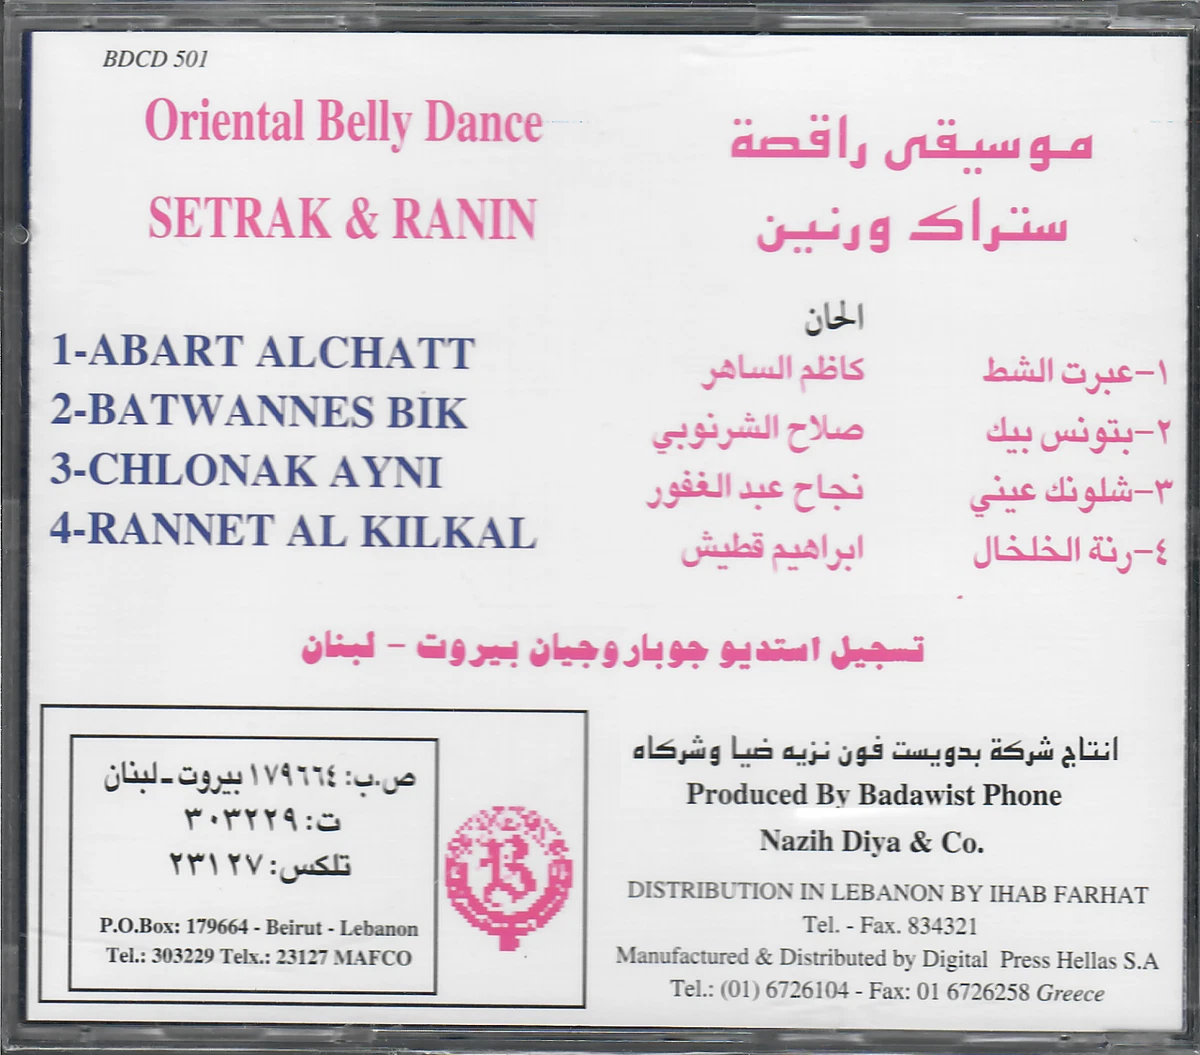 BDCD 501
Oriental Belly Dance
SETRAK & RANIN
موسيقى راقصة
ستراك ورنين
1-ABART ALCHATT
2-BATWANNES BIK
3-CHLONAK AYNI
4-RANNET AL KILKAL
الحان
١-عبرت الشط كاظم الساهر
٢-بتونس بيك صلاح الشرنوبي
٣-شلونك عيني نجاح عبد الغفور
٤-رنة الخلخال ابراهيم قطيش
تسجيل استديو جوباروجيان بيروت - لبنان
ص.ب: ١٧٩٦٦٤ بيروت-لبنان
ت: ٣٠٣٢٢٩
تلكس: ٢٣١٢٧
P.O.Box: 179664 - Beirut - Lebanon
Tel.: 303229 Telx.: 23127 MAFCO
B
انتاج شركة بدويست فون نزيه ضيا وشركاه
Produced By Badawist Phone
Nazih Diya & Co.
DISTRIBUTION IN LEBANON BY IHAB FARHAT
Tel. - Fax. 834321
Manufactured & Distributed by Digital Press Hellas S.A
Tel.: (01) 6726104 - Fax: 01 6726258 Greece